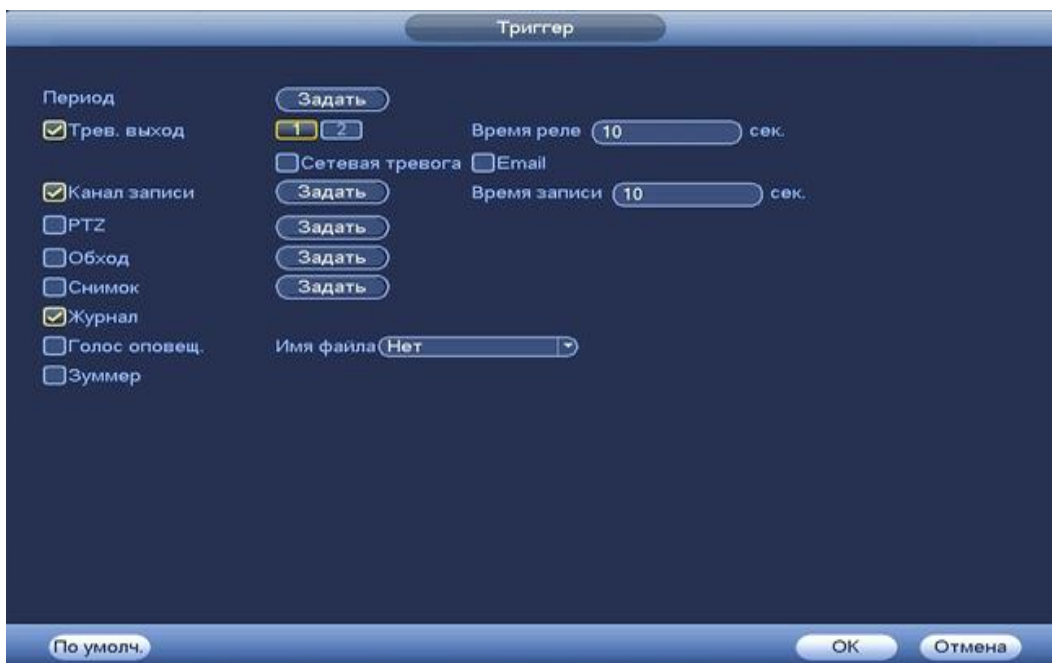 Триггер
Период Задать
Трев. выход 1 2 Время реле 10 сек.
Сетевая тревога Email
Канал записи Задать Время записи 10 сек.
PTZ Задать
Обход Задать
Снимок Задать
Журнал
Голос оповещ. Имя файла Нет
Зуммер
По умолч. OK Отмена